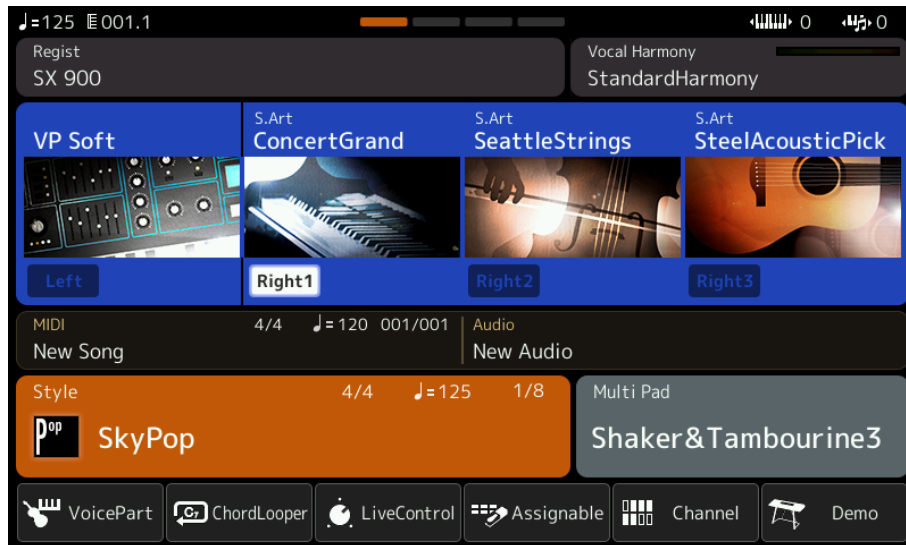 ♩=125 001.1 0 0
Regist
SX 900
Vocal Harmony
StandardHarmony
VP Soft
S.Art
ConcertGrand
S.Art
SeattleStrings
S.Art
SteelAcousticPick
Left
Right1
Right2
Right3
MIDI 4/4 ♩=120 001/001
New Song
Audio
New Audio
Style 4/4 ♩=125 1/8
Pop SkyPop
Multi Pad
Shaker&Tambourine3
VoicePart C7 ChordLooper LiveControl Assignable Channel Demo